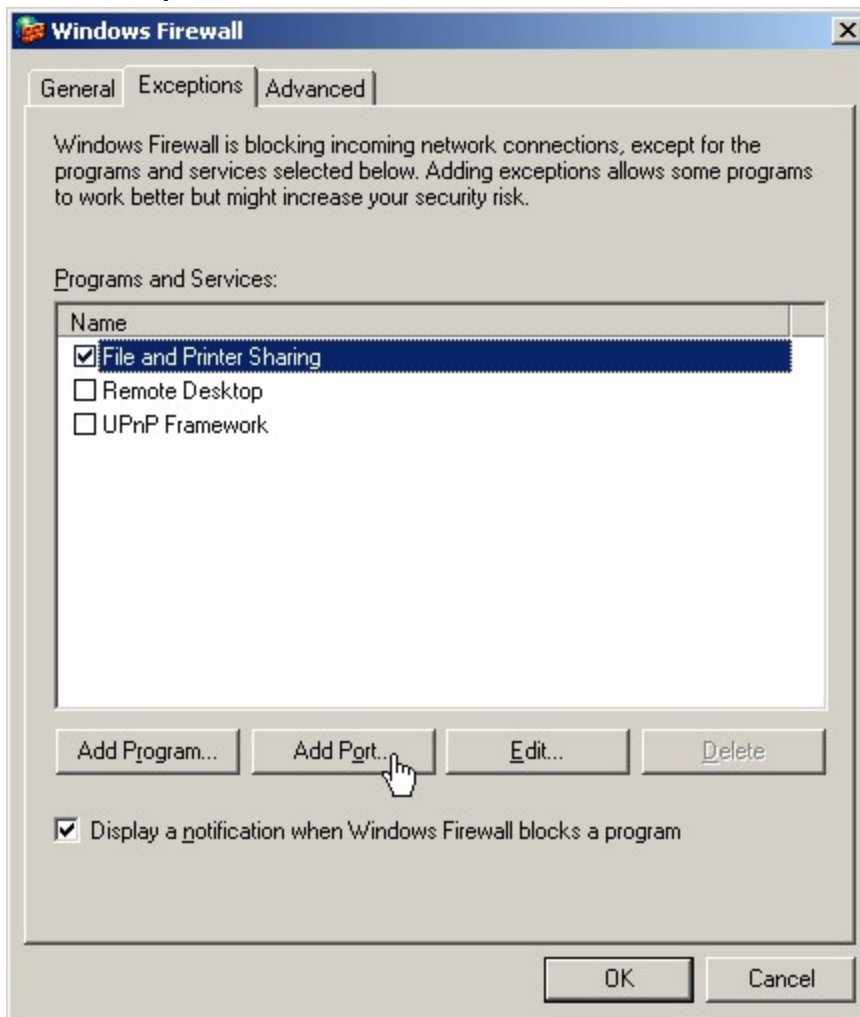 Windows Firewall
General Exceptions Advanced
Windows Firewall is blocking incoming network connections, except for the
programs and services selected below. Adding exceptions allows some programs
to work better but might increase your security risk.
Programs and Services:
Name
File and Printer Sharing
Remote Desktop
UPnP Framework
Add Program... Add Port... Edit... Delete
Display a notification when Windows Firewall blocks a program
OK Cancel